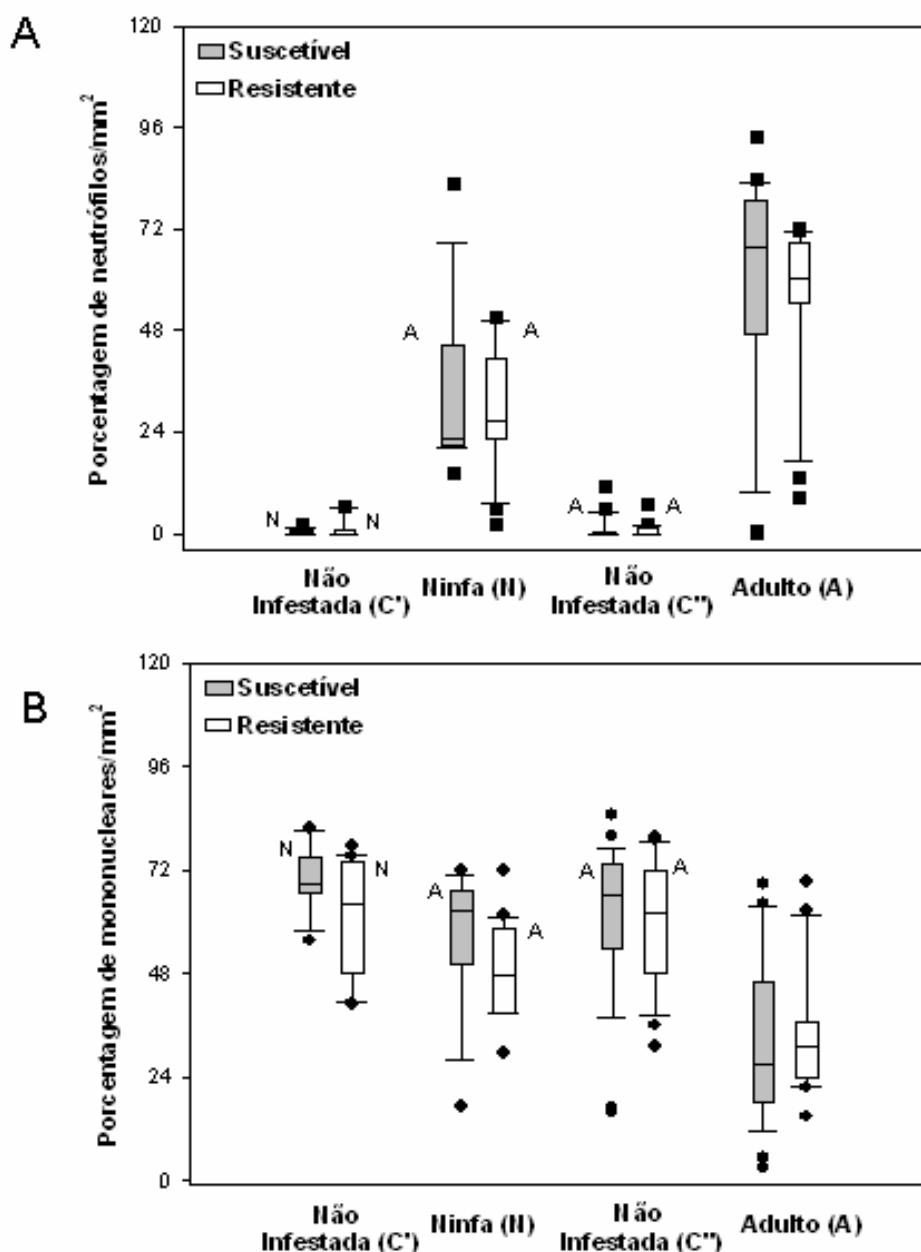 A
Suscetível
Resistente
Porcentagem de neutrófilos/mm²
120
96
72
48
24
0
N
N
A
A
A
A
Não
Infestada (C')
Ninfa (N)
Não
Infestada (C'')
Adulto (A)
B
Suscetível
Resistente
Porcentagem de mononucleares/mm²
120
96
72
48
24
0
N
N
A
A
A
A
Não
Infestada (C')
Ninfa (N)
Não
Infestada (C'')
Adulto (A)